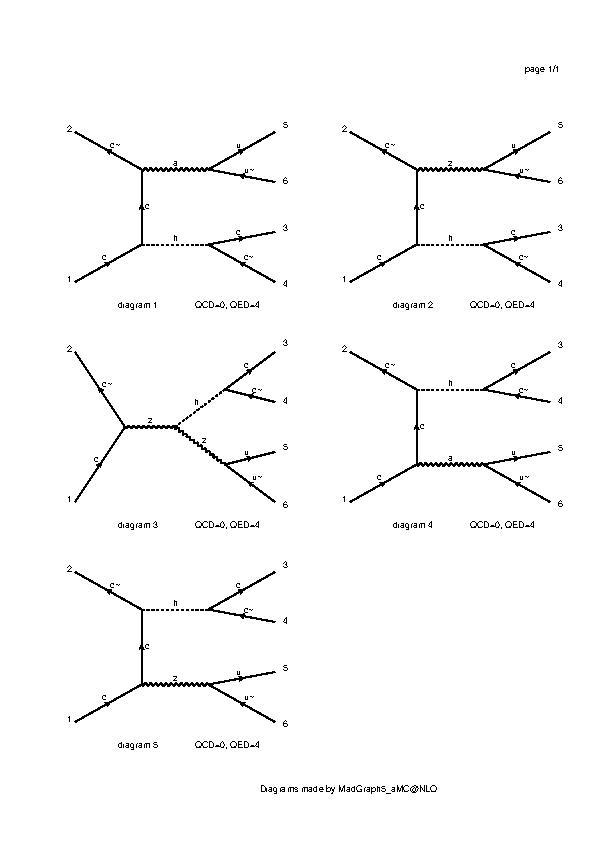 page 1/1
2 c~ a u 5
u~ 6
c
c h c 3
1 c~ 4
diagram 1 QCD=0, QED=4
2 c~ z u 5
u~ 6
c
c h c 3
1 c~ 4
diagram 2 QCD=0, QED=4
2 c~ c 3
h c~ 4
z
c z u 5
1 u~ 6
diagram 3 QCD=0, QED=4
2 c~ h c 3
c~ 4
c
c a u 5
1 u~ 6
diagram 4 QCD=0, QED=4
2 c~ h c 3
c~ 4
c
c z u 5
1 u~ 6
diagram 5 QCD=0, QED=4
Diagrams made by MadGraph5_aMC@NLO